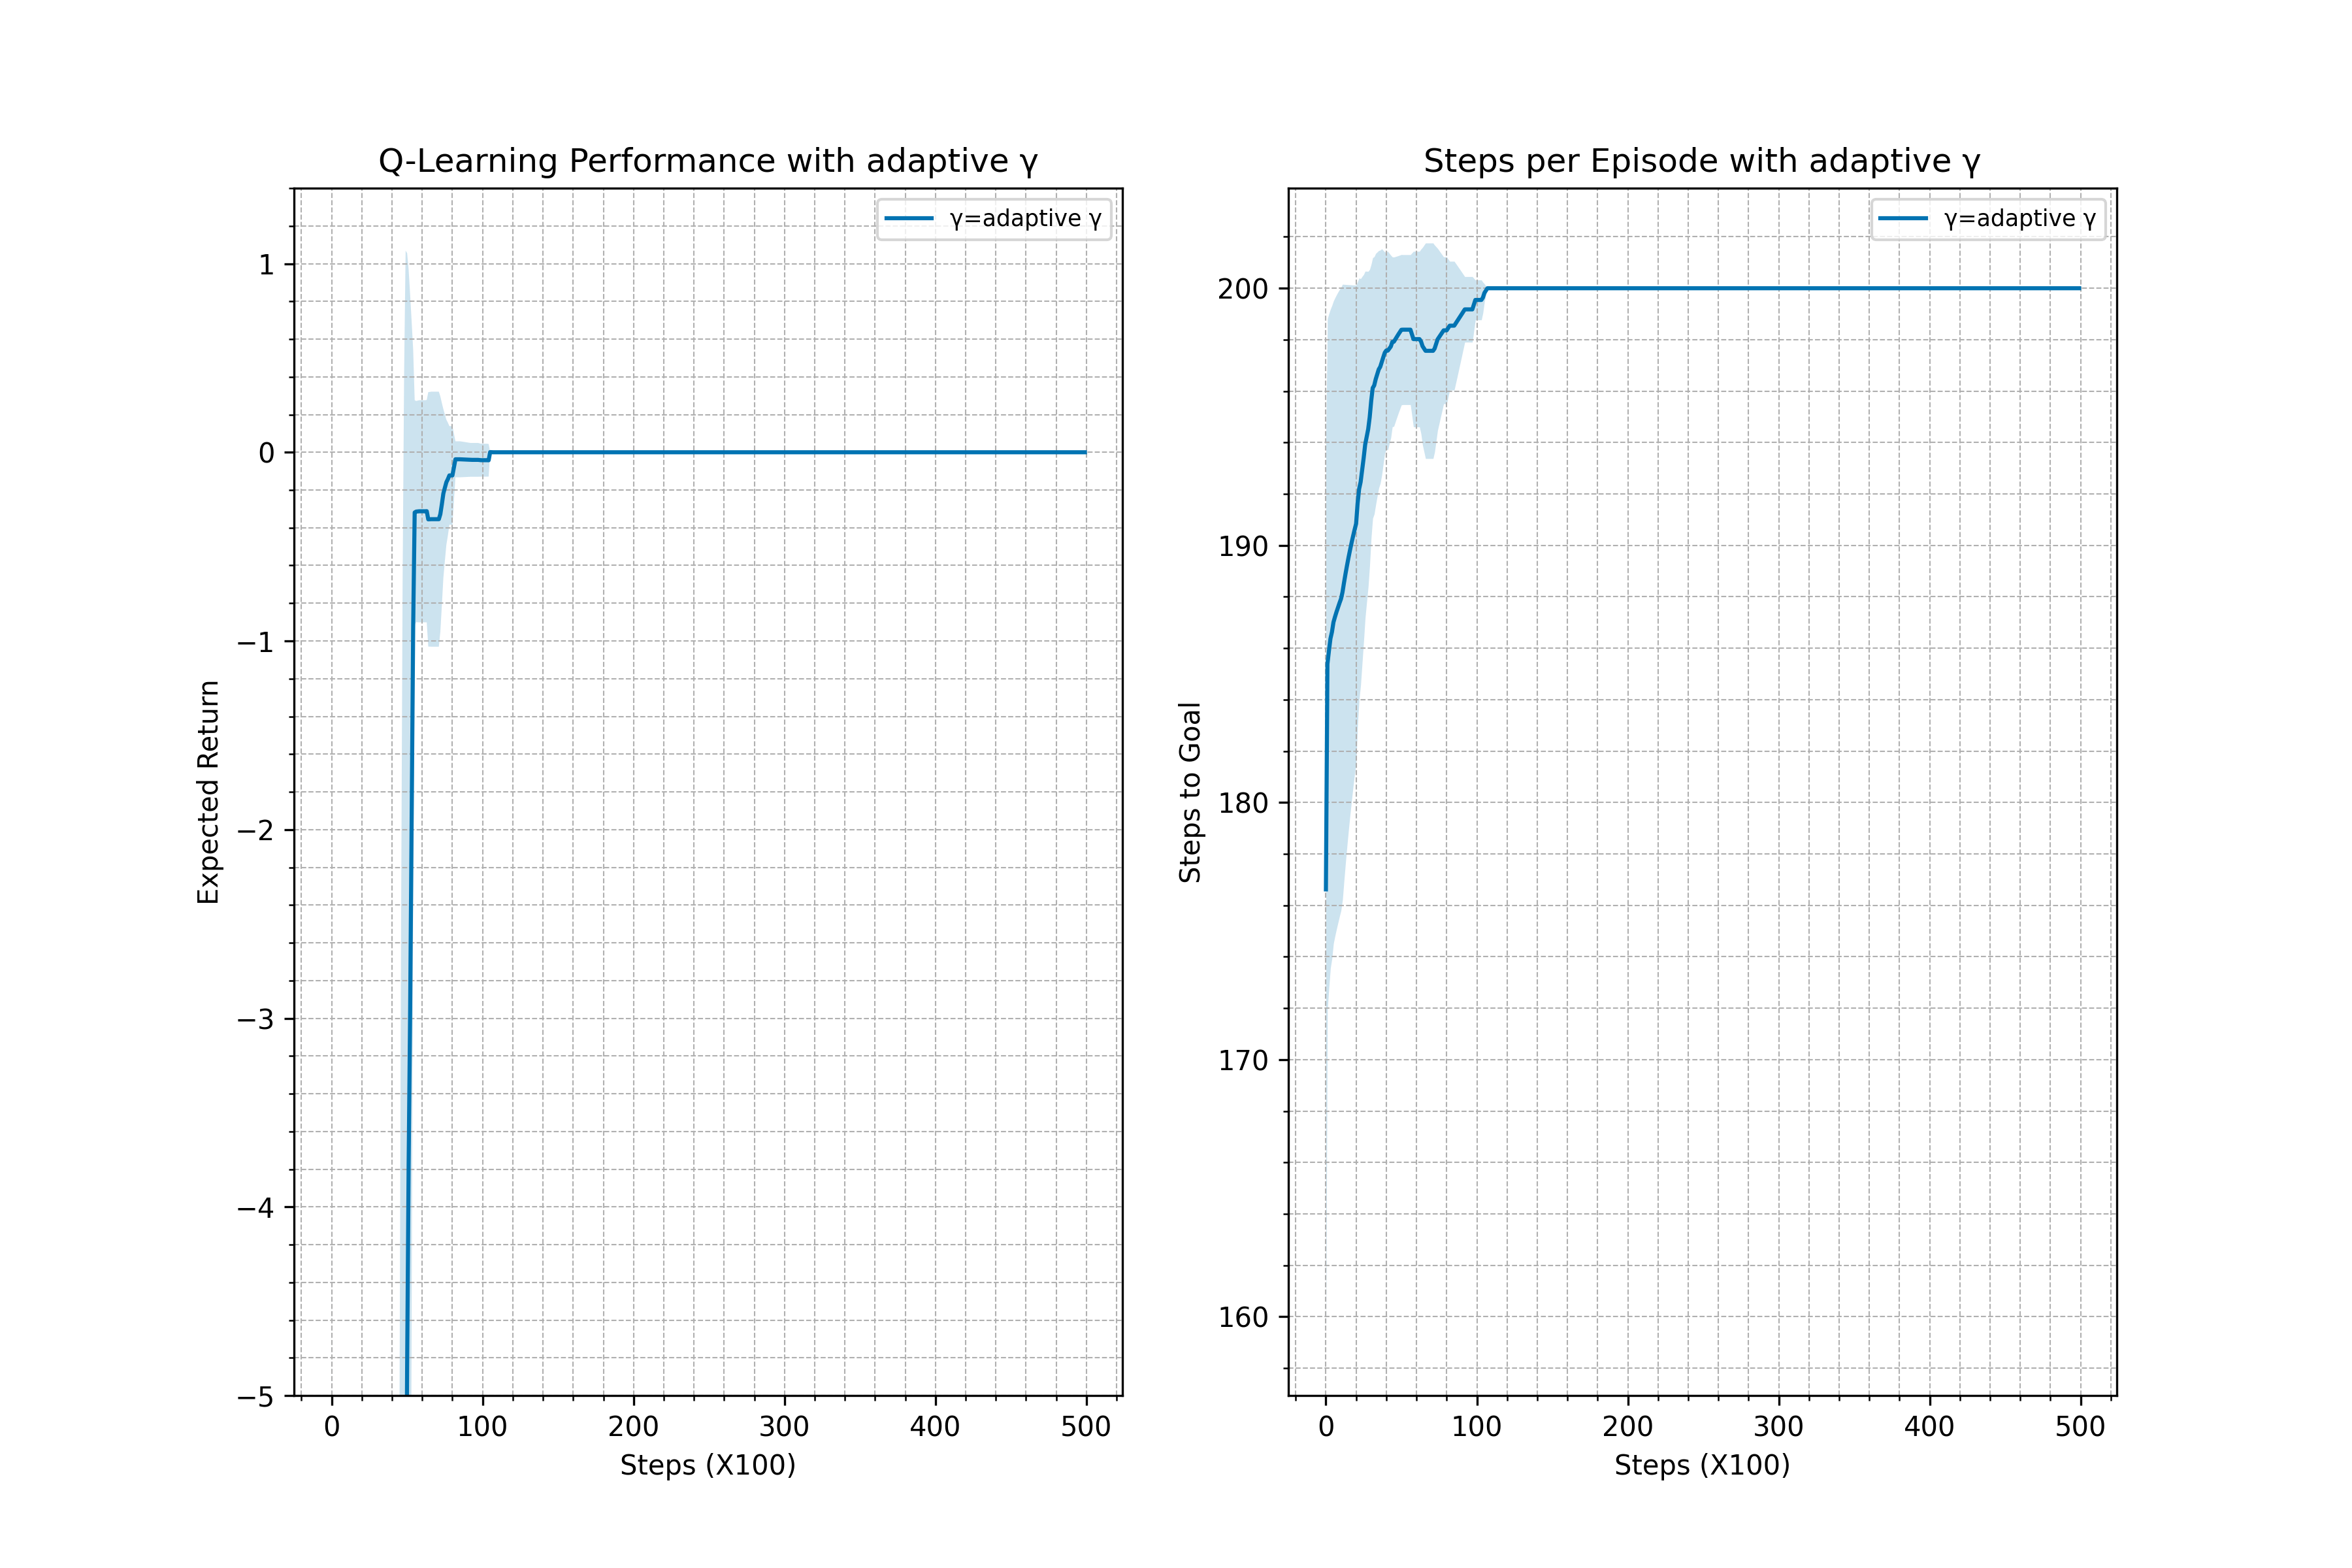 Q-Learning Performance with adaptive γ
γ=adaptive γ
1
0
−1
−2
−3
−4
−5
Expected Return
0 100 200 300 400 500
Steps (X100)
Steps per Episode with adaptive γ
γ=adaptive γ
200
190
180
170
160
Steps to Goal
0 100 200 300 400 500
Steps (X100)